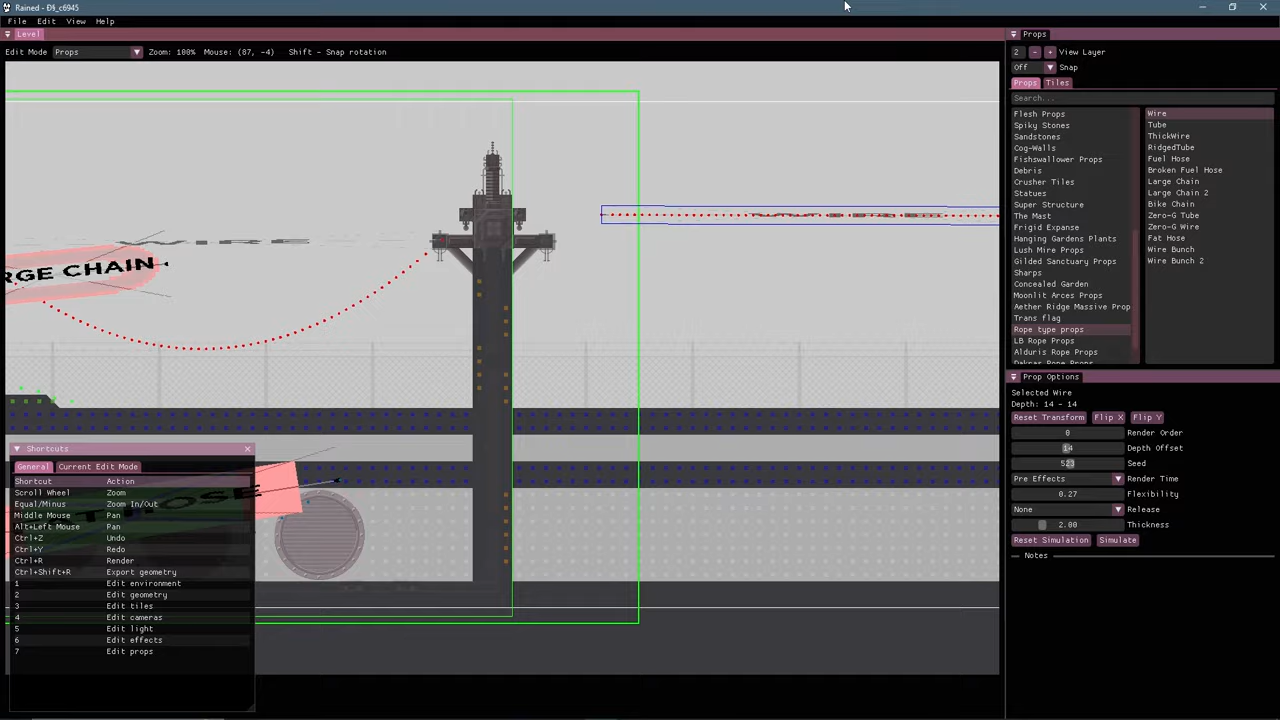 Rained - Đĝ_c6945
File Edit View Help
Level
Edit Mode Props Zoom: 100% Mouse: (87, -4) Shift - Snap rotation
WIRE
RGE CHAIN
HOSE
Shortcuts
General Current Edit Mode
Shortcut Action
Scroll Wheel Zoom
Equal/Minus Zoom In/Out
Middle Mouse Pan
Alt+Left Mouse Pan
Ctrl+Z Undo
Ctrl+Y Redo
Ctrl+R Render
Ctrl+Shift+R Export geometry
1 Edit environment
2 Edit geometry
3 Edit tiles
4 Edit cameras
5 Edit light
6 Edit effects
7 Edit props
Props
2 - + View Layer
Off Snap
Props Tiles
Search...
Flesh Props
Spiky Stones
Sandstones
Cog-Walls
Fishswallower Props
Debris
Crusher Tiles
Statues
Super Structure
The Mast
Frigid Expanse
Hanging Gardens Plants
Lush Mire Props
Gilded Sanctuary Props
Sharps
Concealed Garden
Moonlit Arces Props
Aether Ridge Massive Prop
Trans flag
Rope type props
LB Rope Props
Alduris Rope Props
Wire
Tube
ThickWire
RidgedTube
Fuel Hose
Broken Fuel Hose
Large Chain
Large Chain 2
Bike Chain
Zero-G Tube
Zero-G Wire
Fat Hose
Wire Bunch
Wire Bunch 2
Prop Options
Selected Wire
Depth: 14 - 14
Reset Transform Flip X Flip Y
0 Render Order
14 Depth Offset
523 Seed
Pre Effects Render Time
0.27 Flexibility
None Release
2.00 Thickness
Reset Simulation Simulate
Notes